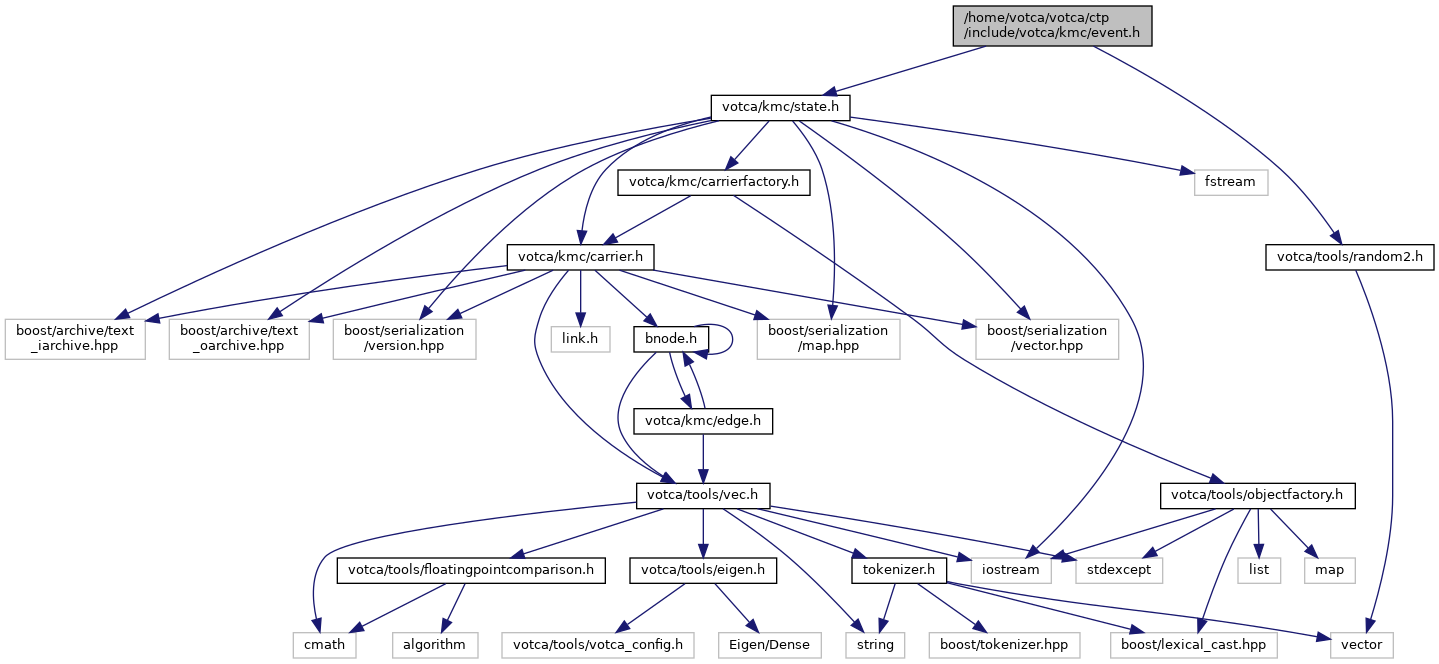 /home/votca/votca/ctp
/include/votca/kmc/event.h
votca/kmc/state.h
votca/kmc/carrierfactory.h
fstream
votca/kmc/carrier.h
votca/tools/random2.h
boost/archive/text
_iarchive.hpp
boost/archive/text
_oarchive.hpp
boost/serialization
/version.hpp
link.h
bnode.h
boost/serialization
/map.hpp
boost/serialization
/vector.hpp
votca/kmc/edge.h
votca/tools/vec.h
votca/tools/objectfactory.h
votca/tools/floatingpointcomparison.h
votca/tools/eigen.h
tokenizer.h
iostream
stdexcept
list
map
cmath
algorithm
votca/tools/votca_config.h
Eigen/Dense
string
boost/tokenizer.hpp
boost/lexical_cast.hpp
vector